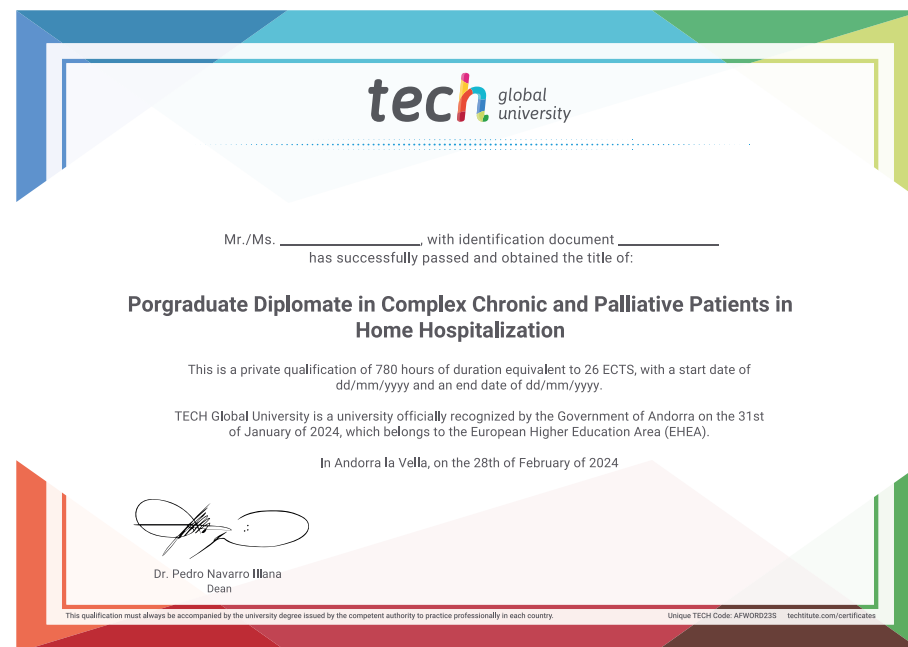 tech global university
Mr./Ms. ____________, with identification document ____________
has successfully passed and obtained the title of:
Porgraduate Diplomate in Complex Chronic and Palliative Patients in
Home Hospitalization
This is a private qualification of 780 hours of duration equivalent to 26 ECTS, with a start date of
dd/mm/yyyy and an end date of dd/mm/yyyy.
TECH Global University is a university officially recognized by the Government of Andorra on the 31st
of January of 2024, which belongs to the European Higher Education Area (EHEA).
In Andorra la Vella, on the 28th of February of 2024
Dr. Pedro Navarro Illana
Dean
This qualification must always be accompanied by the university degree issued by the competent authority to practice professionally in each country. Unique TECH Code: AFWORD23S techtitute.com/certificates